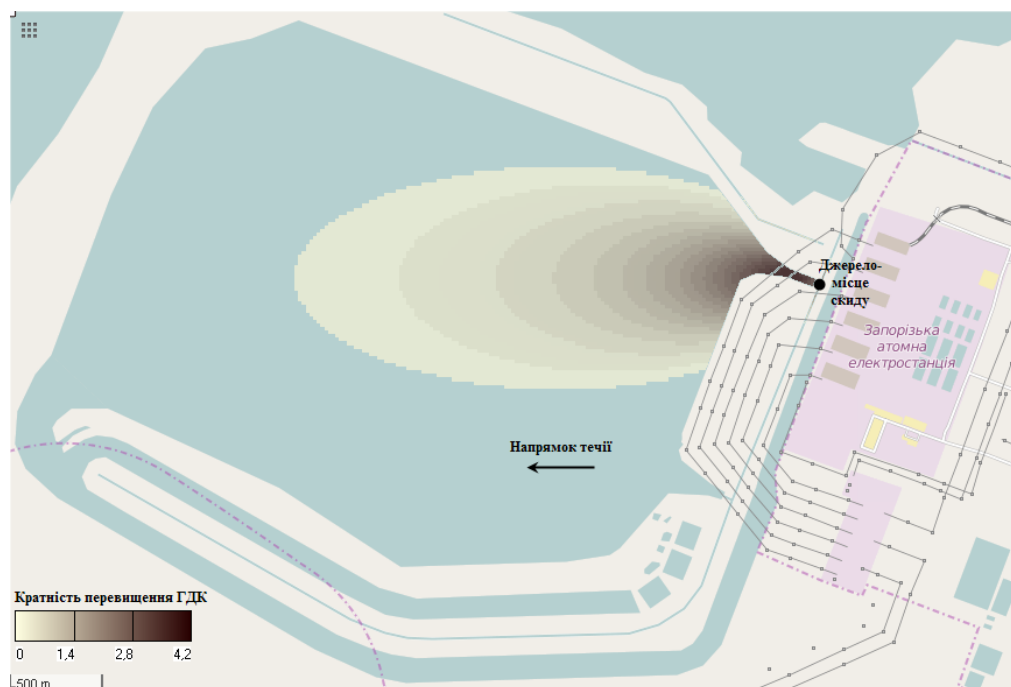 Джерело-
місце
скиду
Запорізька
атомна
електростанція
Напрямок течії
Кратність перевищення ГДК
0 1,4 2,8 4,2
500 m